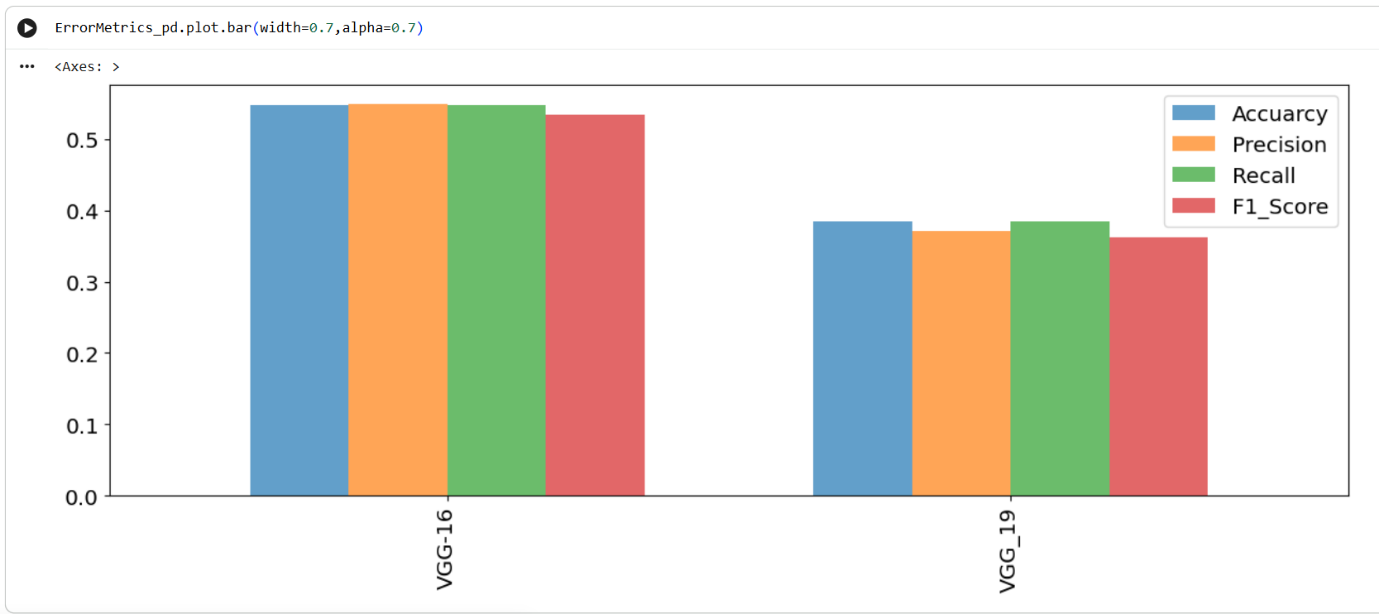 ErrorMetrics_pd.plot.bar(width=0.7,alpha=0.7)
<Axes: >
Accuarcy
Precision
Recall
F1_Score
0.5
0.4
0.3
0.2
0.1
0.0
VGG-16
VGG_19